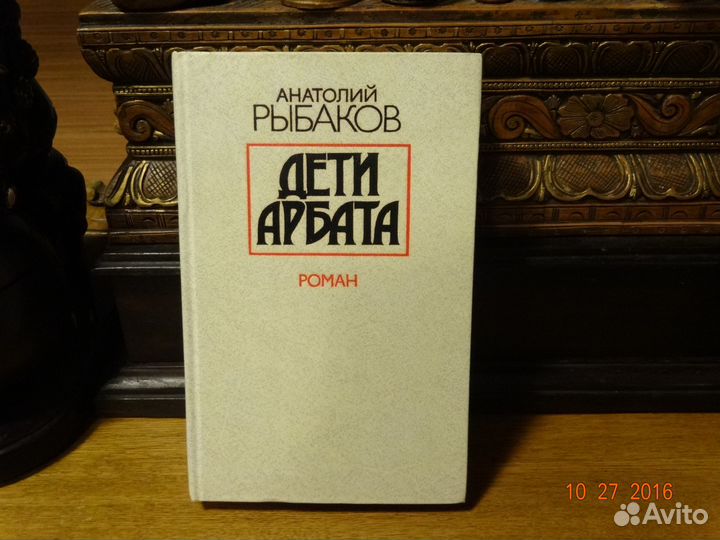 АНАТОЛИЙ
РЫБАКОВ
ДЕТИ
АРБАТА
РОМАН
10 27 2016
Avito